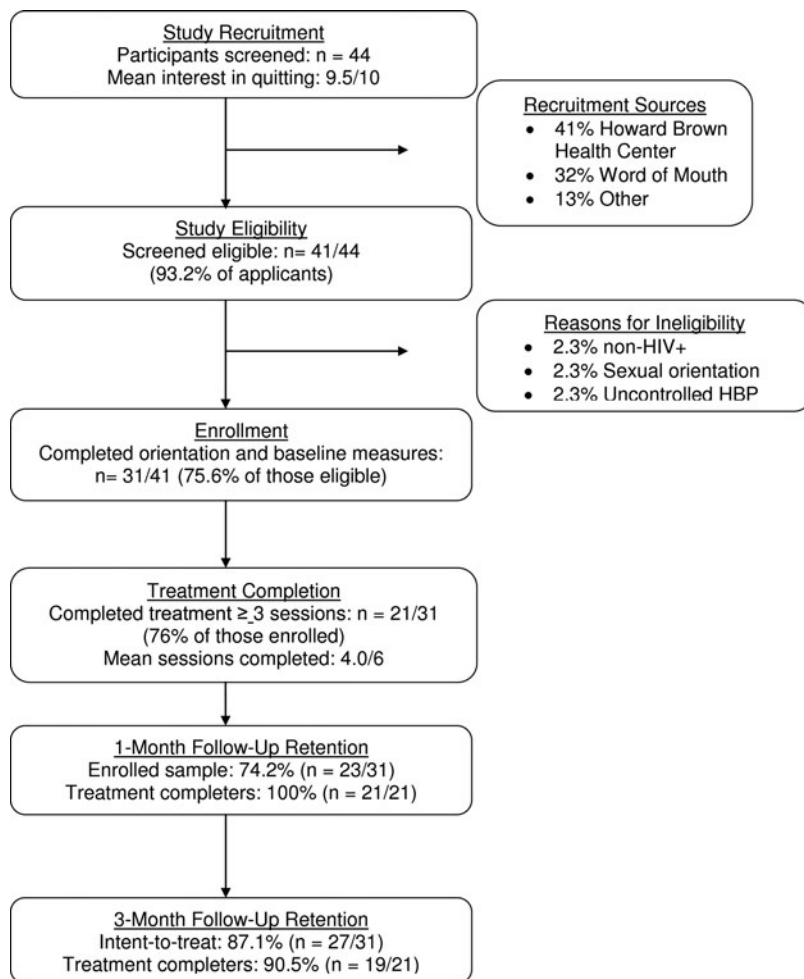 Study Recruitment
Participants screened: n = 44
Mean interest in quitting: 9.5/10
Recruitment Sources
• 41% Howard Brown
Health Center
• 32% Word of Mouth
• 13% Other
Study Eligibility
Screened eligible: n= 41/44
(93.2% of applicants)
Reasons for Ineligibility
• 2.3% non-HIV+
• 2.3% Sexual orientation
• 2.3% Uncontrolled HBP
Enrollment
Completed orientation and baseline measures:
n= 31/41 (75.6% of those eligible)
Treatment Completion
Completed treatment ≥ 3 sessions: n = 21/31
(76% of those enrolled)
Mean sessions completed: 4.0/6
1-Month Follow-Up Retention
Enrolled sample: 74.2% (n = 23/31)
Treatment completers: 100% (n = 21/21)
3-Month Follow-Up Retention
Intent-to-treat: 87.1% (n = 27/31)
Treatment completers: 90.5% (n = 19/21)